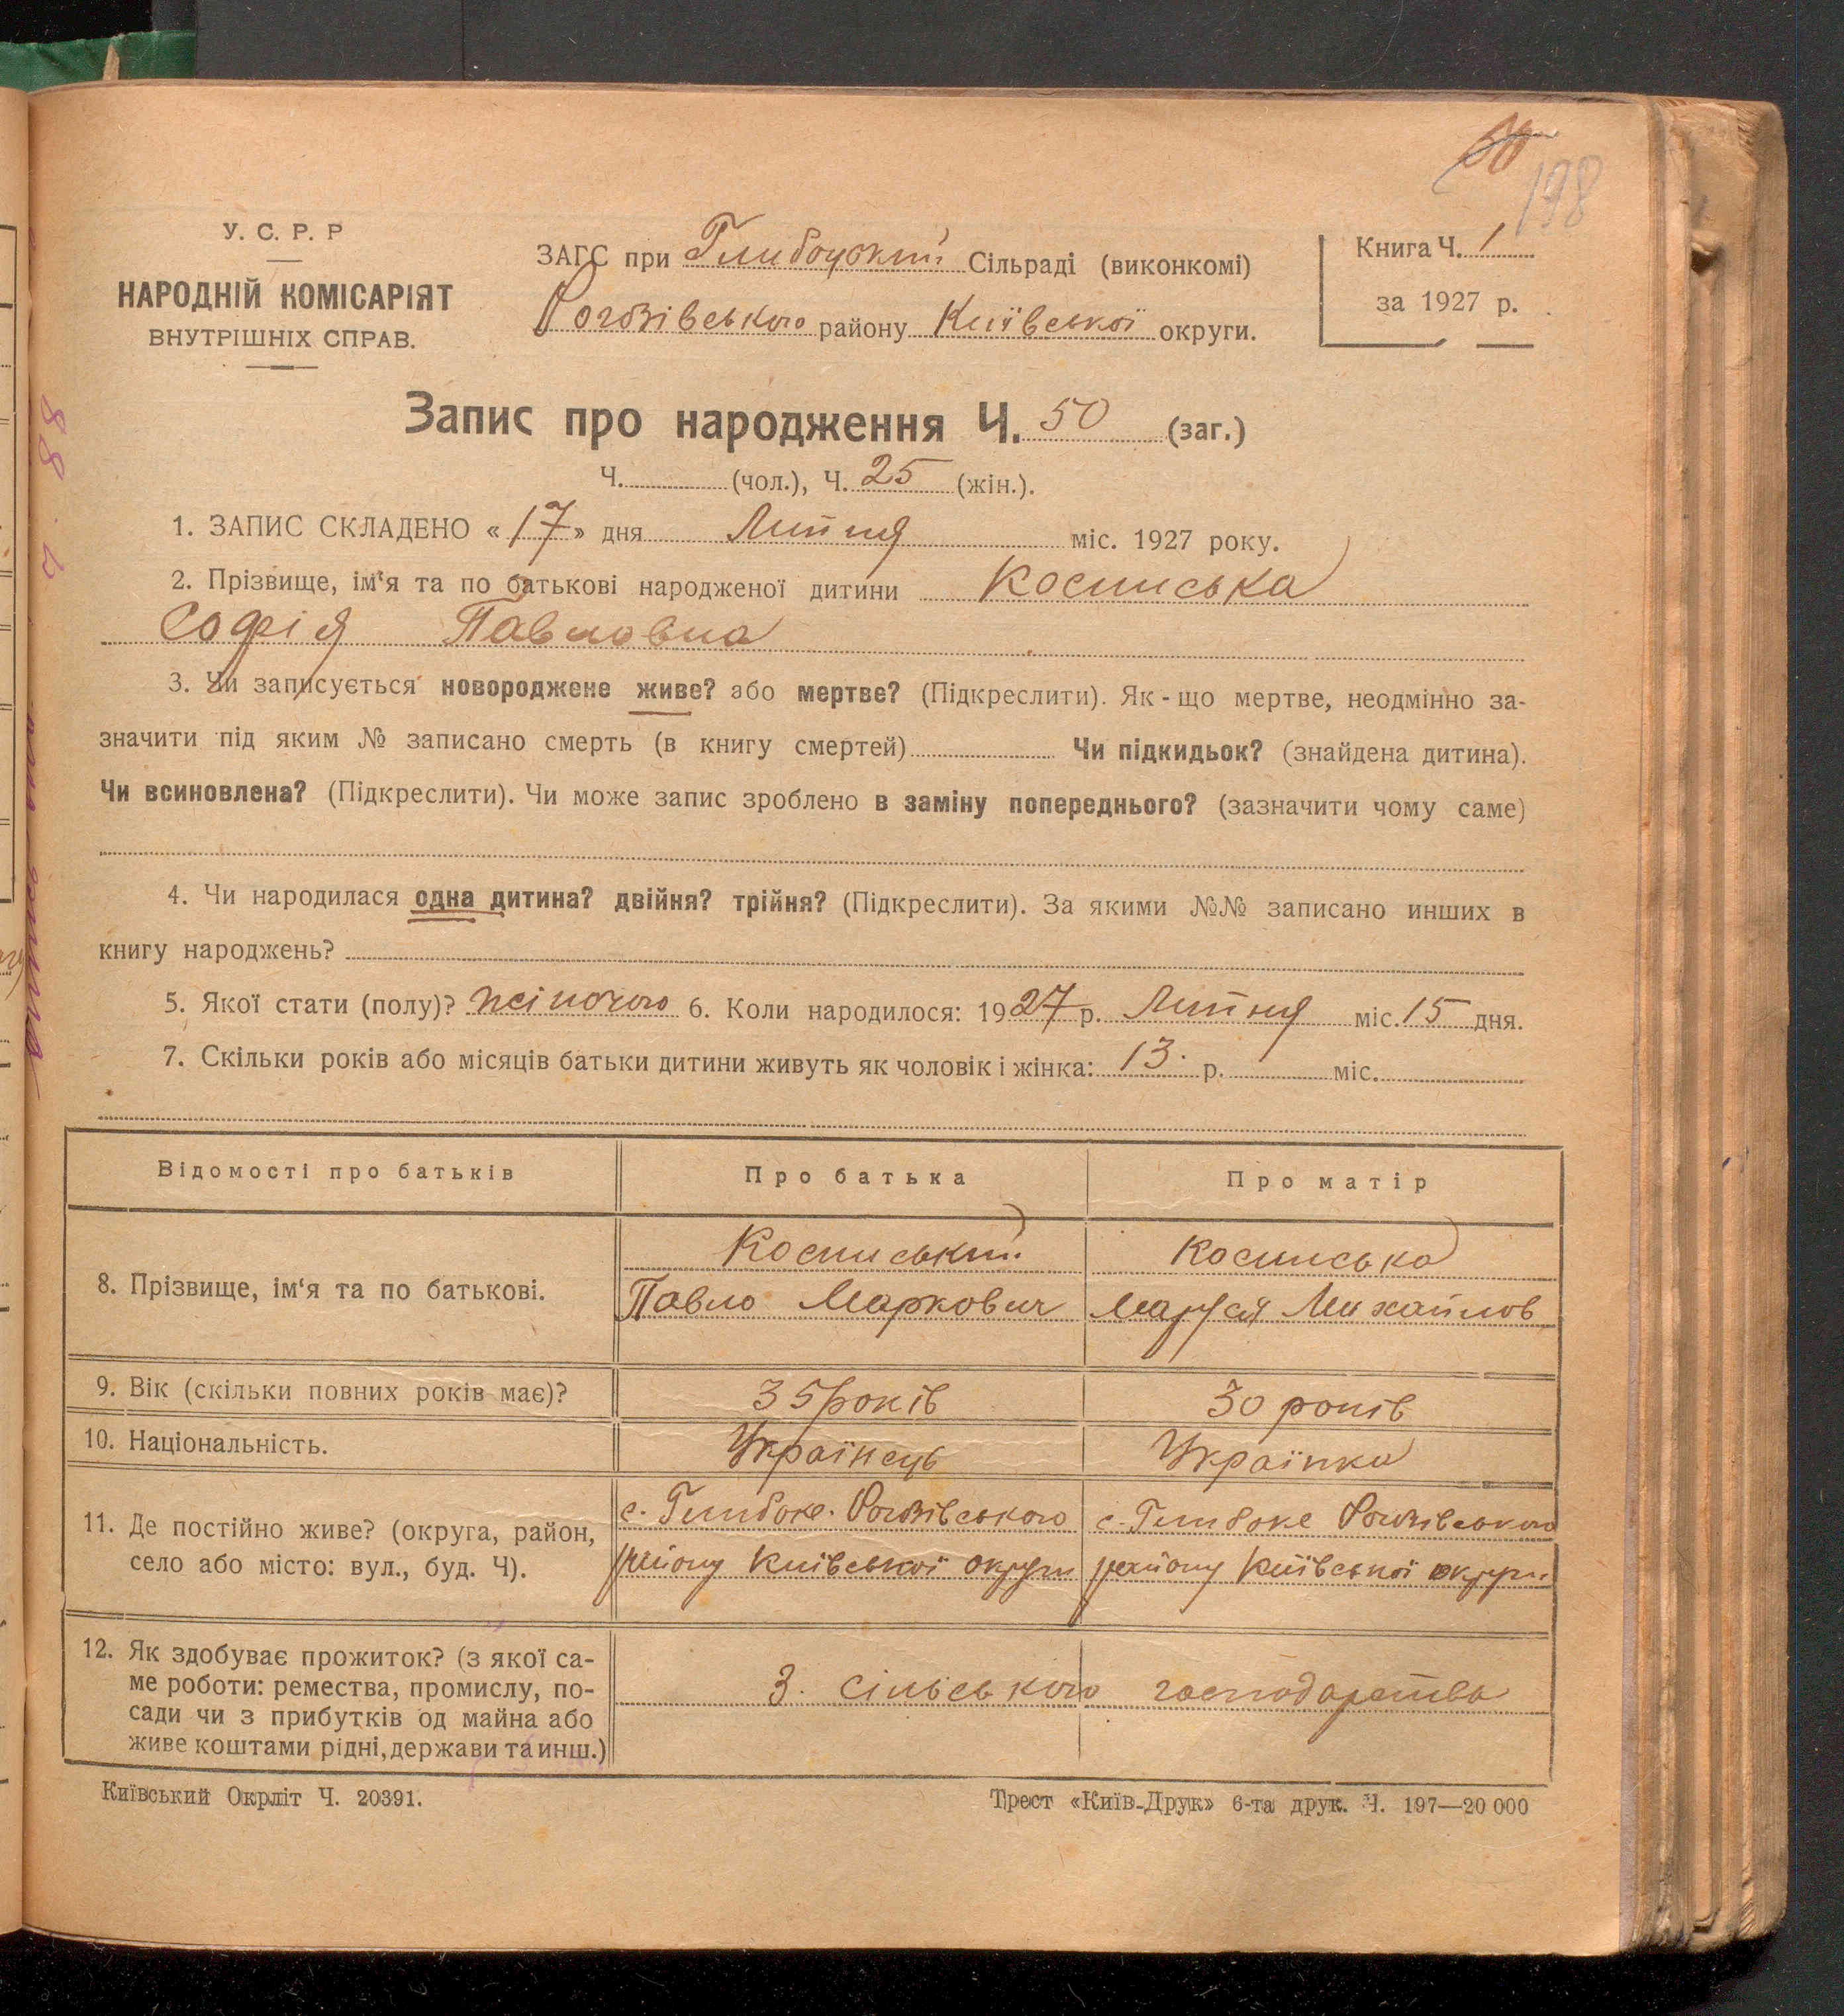 50
198
У. С. Р. Р
НАРОДНІЙ КОМІСАРІЯТ
ВНУТРІШНІХ СПРАВ.
ЗАГС при Глибоцкій Сільраді (виконкомі)
Рогозівського району Київської округи.
Книга Ч. 1
за 1927 р.
Запис про народження Ч. 50 (заг.)
Ч. (чол.), Ч. 25 (жін.).
1. ЗАПИС СКЛАДЕНО «17» дня Липня міс. 1927 року.
2. Прізвище, ім‘я та по батькові народженої дитини
Софія Павловна
3. Чи записується новороджене живе? або мертве? (Підкреслити). Як-що мертве, неодмінно за-
значити під яким № записано смерть (в книгу смертей) Чи підкидьок? (знайдена дитина).
Чи всиновлена? (Підкреслити). Чи може запис зроблено в заміну попереднього? (зазначити чому саме)
4. Чи народилася одна дитина? двійня? трійня? (Підкреслити). За якими №№ записано инших в
книгу народжень?
5. Якої стати (полу)? жіночого 6. Коли народилося: 1927 р. Липня міс. 15 дня.
7. Скільки років або місяців батьки дитини живуть як чоловік і жінка: 13 р. міс.
Відомості про батьків Про батька Про матір
8. Прізвище, ім‘я та по батькові.
Павло Маркович Маруся Михайлов
9. Вік (скільки повних років має)? 35 років 30 років
10. Національність. Українець Українка
11. Де постійно живе? (округа, район,
село або місто: вул., буд. Ч).
с. Глибоке Рогозівського
району Київської округи
с. Глибоке Рогозівського
району Київської округи
12. Як здобуває прожиток? (з якої са-
ме роботи: ремества, промислу, по-
сади чи з прибутків од майна або
живе коштами рідні, держави та инш.)
З. сільського господарства
Київський Окрліт Ч. 20391.
Трест «Київ-Друк» 6-та друк. Ч. 197—20 000